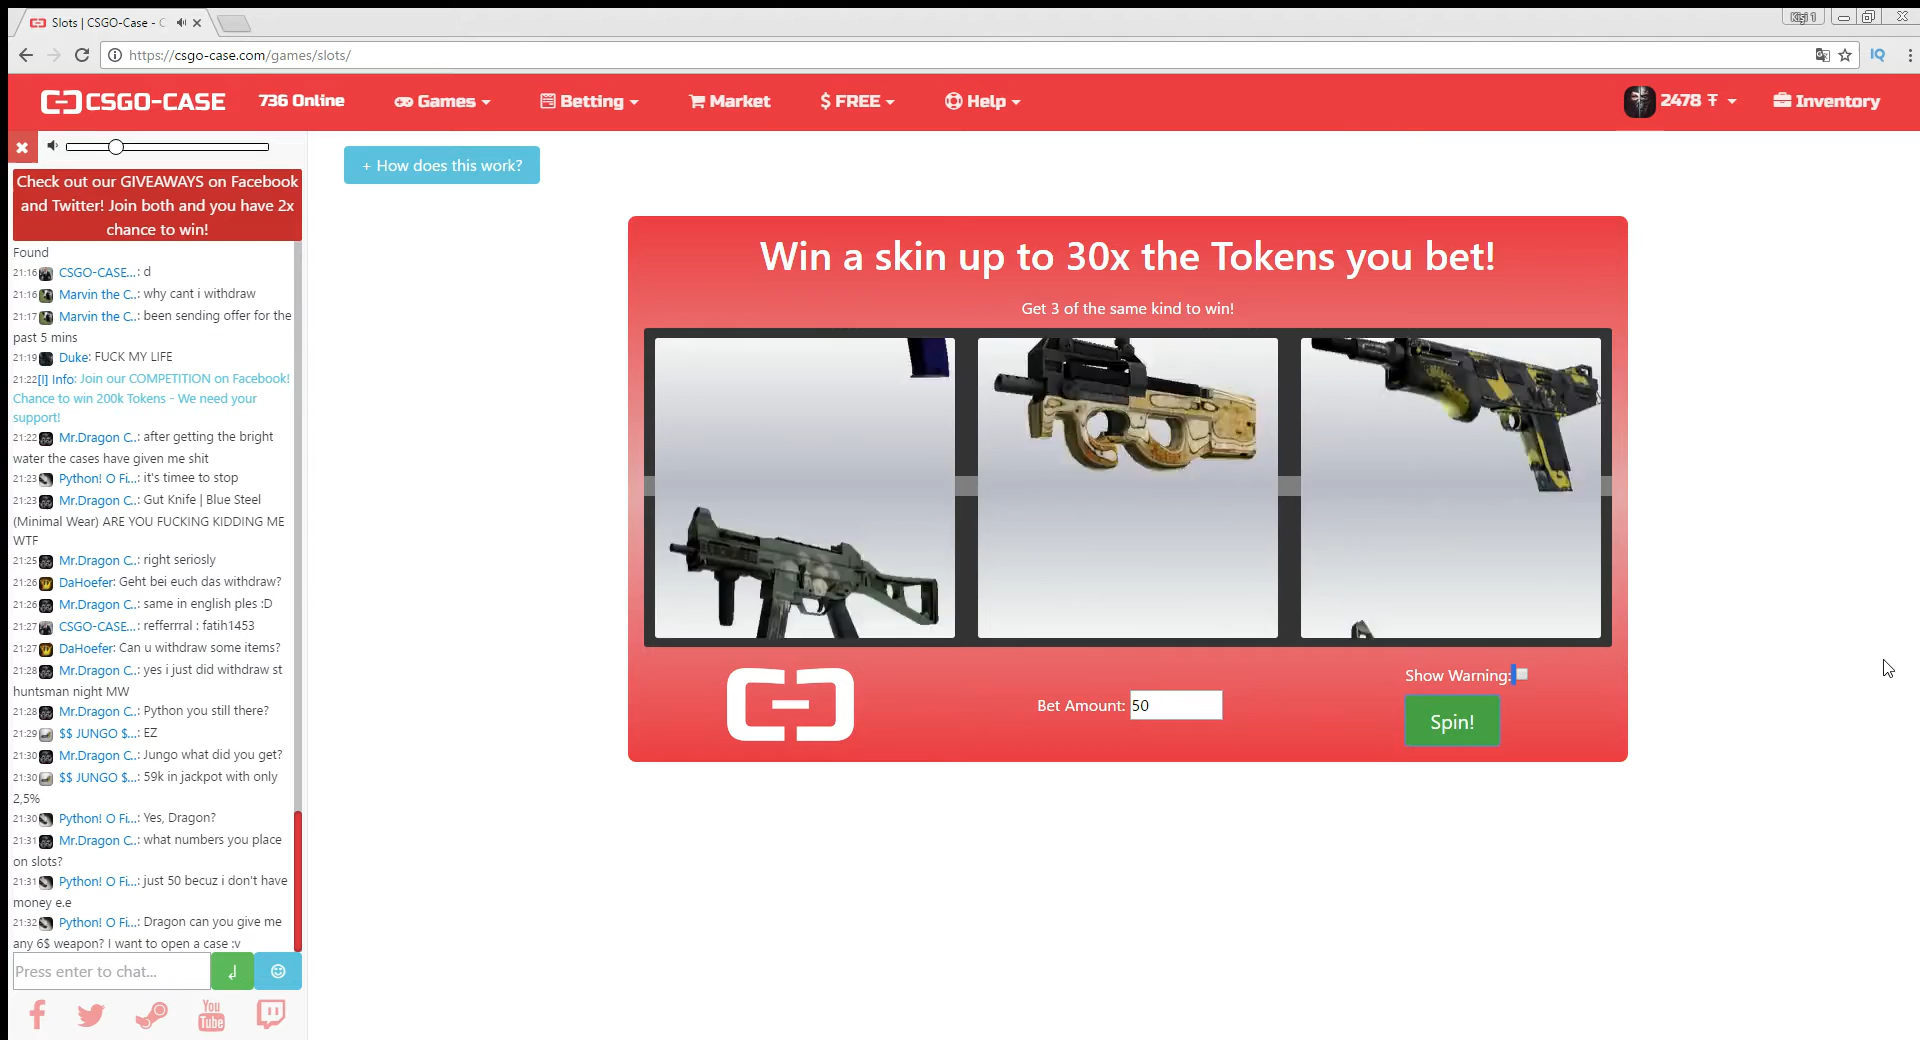 Slots | CSGO-Case - C
Kişi 1
https://csgo-case.com/games/slots/
IQ
CSGO-CASE
736 Online
Games
Betting
Market
$ FREE
Help
2478 Ŧ
Inventory
+ How does this work?
Check out our GIVEAWAYS on Facebook
and Twitter! Join both and you have 2x
chance to win!
Found
21:16 CSGO-CASE...: d
21:16 Marvin the C..: why cant i withdraw
21:17 Marvin the C..: been sending offer for the
past 5 mins
21:19 Duke: FUCK MY LIFE
21:22[I] Info: Join our COMPETITION on Facebook!
Chance to win 200k Tokens - We need your
support!
21:22 Mr.Dragon C..: after getting the bright
water the cases have given me shit
21:23 Python! O Fi...: it's timee to stop
21:23 Mr.Dragon C..: Gut Knife | Blue Steel
(Minimal Wear) ARE YOU FUCKING KIDDING ME
WTF
21:25 Mr.Dragon C..: right seriosly
21:26 DaHoefer: Geht bei euch das withdraw?
21:26 Mr.Dragon C..: same in english ples :D
21:27 CSGO-CASE...: refferrral : fatih1453
21:27 DaHoefer: Can u withdraw some items?
21:28 Mr.Dragon C..: yes i just did withdraw st
huntsman night MW
21:28 Mr.Dragon C..: Python you still there?
21:29 $$ JUNGO $...: EZ
21:30 Mr.Dragon C..: Jungo what did you get?
21:30 $$ JUNGO $...: 59k in jackpot with only
2,5%
21:30 Python! O Fi...: Yes, Dragon?
21:31 Mr.Dragon C..: what numbers you place
on slots?
21:31 Python! O Fi...: just 50 becuz i don't have
money e.e
21:32 Python! O Fi...: Dragon can you give me
any 6$ weapon? I want to open a case :v
Press enter to chat...
You
Tube
Win a skin up to 30x the Tokens you bet!
Get 3 of the same kind to win!
Show Warning:
Bet Amount: 50
Spin!